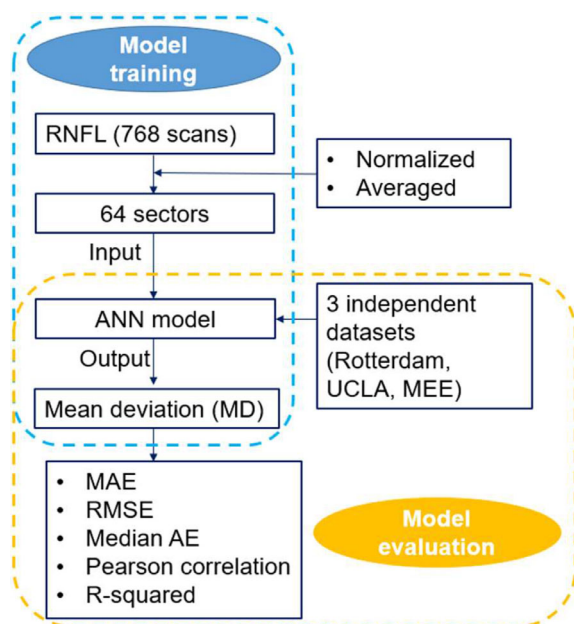 Model
training
RNFL (768 scans)
• Normalized
• Averaged
64 sectors
Input
ANN model
3 independent
datasets
(Rotterdam,
UCLA, MEE)
Output
Mean deviation (MD)
• MAE
• RMSE
• Median AE
• Pearson correlation
• R-squared
Model
evaluation